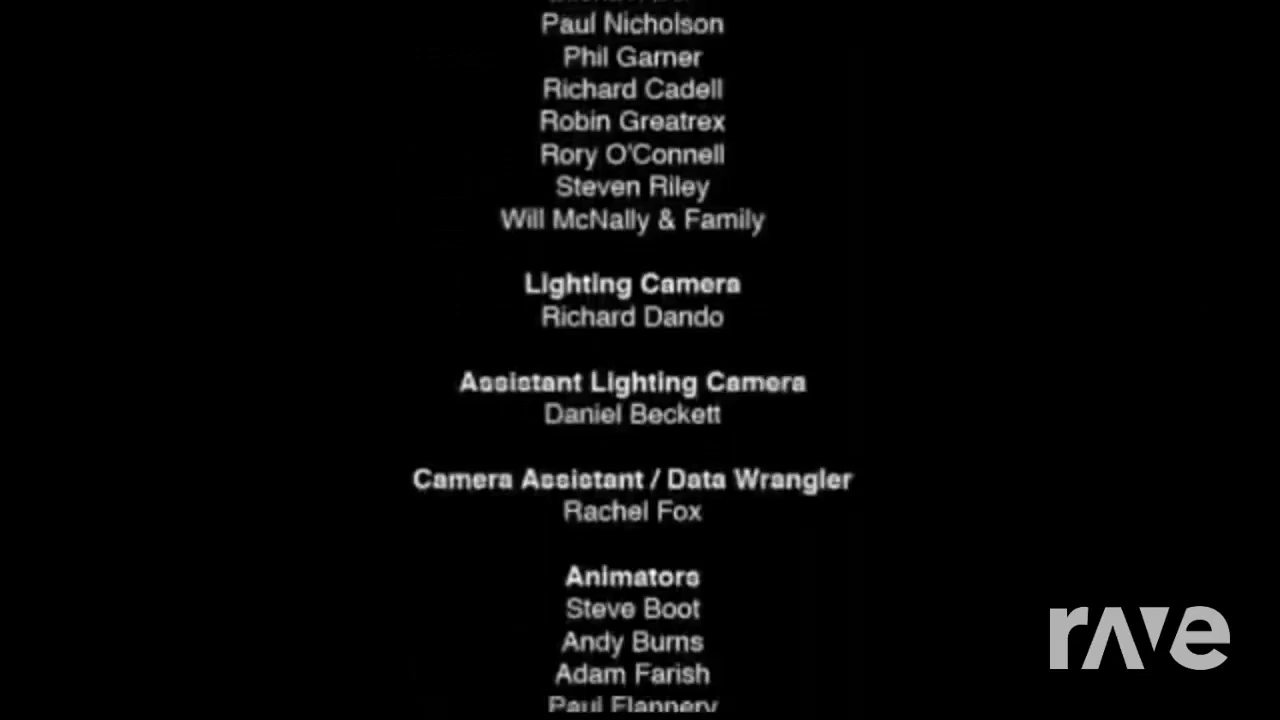 Paul Nicholson
Phil Garner
Richard Cadell
Robin Greatrex
Rory O'Connell
Steven Riley
Will McNally & Family
Lighting Camera
Richard Dando
Assistant Lighting Camera
Daniel Beckett
Camera Assistant / Data Wrangler
Rachel Fox
Animators
Steve Boot
Andy Burns
Adam Farish
Paul Flannery
rave